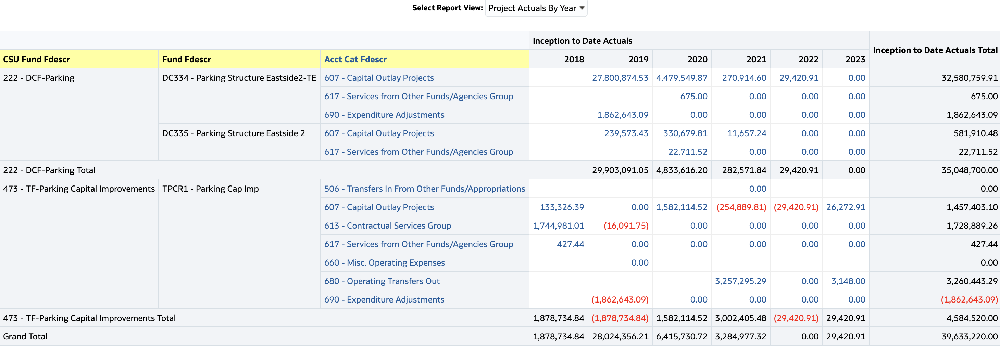 Select Report View: Project Actuals By Year
Inception to Date Actuals Inception to Date Actuals Total
CSU Fund Fdescr Fund Fdescr Acct Cat Fdescr 2018 2019 2020 2021 2022 2023
222 - DCF-Parking DC334 - Parking Structure Eastside2-TE 607 - Capital Outlay Projects 27,800,874.53 4,479,549.87 270,914.60 29,420.91 0.00 32,580,759.91
617 - Services from Other Funds/Agencies Group 675.00 0.00 0.00 0.00 675.00
690 - Expenditure Adjustments 1,862,643.09 0.00 0.00 0.00 0.00 1,862,643.09
DC335 - Parking Structure Eastside 2 607 - Capital Outlay Projects 239,573.43 330,679.81 11,657.24 0.00 0.00 581,910.48
617 - Services from Other Funds/Agencies Group 22,711.52 0.00 0.00 0.00 22,711.52
222 - DCF-Parking Total 29,903,091.05 4,833,616.20 282,571.84 29,420.91 0.00 35,048,700.00
473 - TF-Parking Capital Improvements TPCR1 - Parking Cap Imp 506 - Transfers In From Other Funds/Appropriations 0.00 0.00
607 - Capital Outlay Projects 133,326.39 0.00 1,582,114.52 (254,889.81) (29,420.91) 26,272.91 1,457,403.10
613 - Contractual Services Group 1,744,981.01 (16,091.75) 0.00 0.00 0.00 0.00 1,728,889.26
617 - Services from Other Funds/Agencies Group 427.44 0.00 0.00 0.00 0.00 0.00 427.44
660 - Misc. Operating Expenses 0.00 0.00
680 - Operating Transfers Out 3,257,295.29 0.00 3,148.00 3,260,443.29
690 - Expenditure Adjustments (1,862,643.09) 0.00 0.00 0.00 0.00 (1,862,643.09)
473 - TF-Parking Capital Improvements Total 1,878,734.84 (1,878,734.84) 1,582,114.52 3,002,405.48 (29,420.91) 29,420.91 4,584,520.00
Grand Total 1,878,734.84 28,024,356.21 6,415,730.72 3,284,977.32 0.00 29,420.91 39,633,220.00